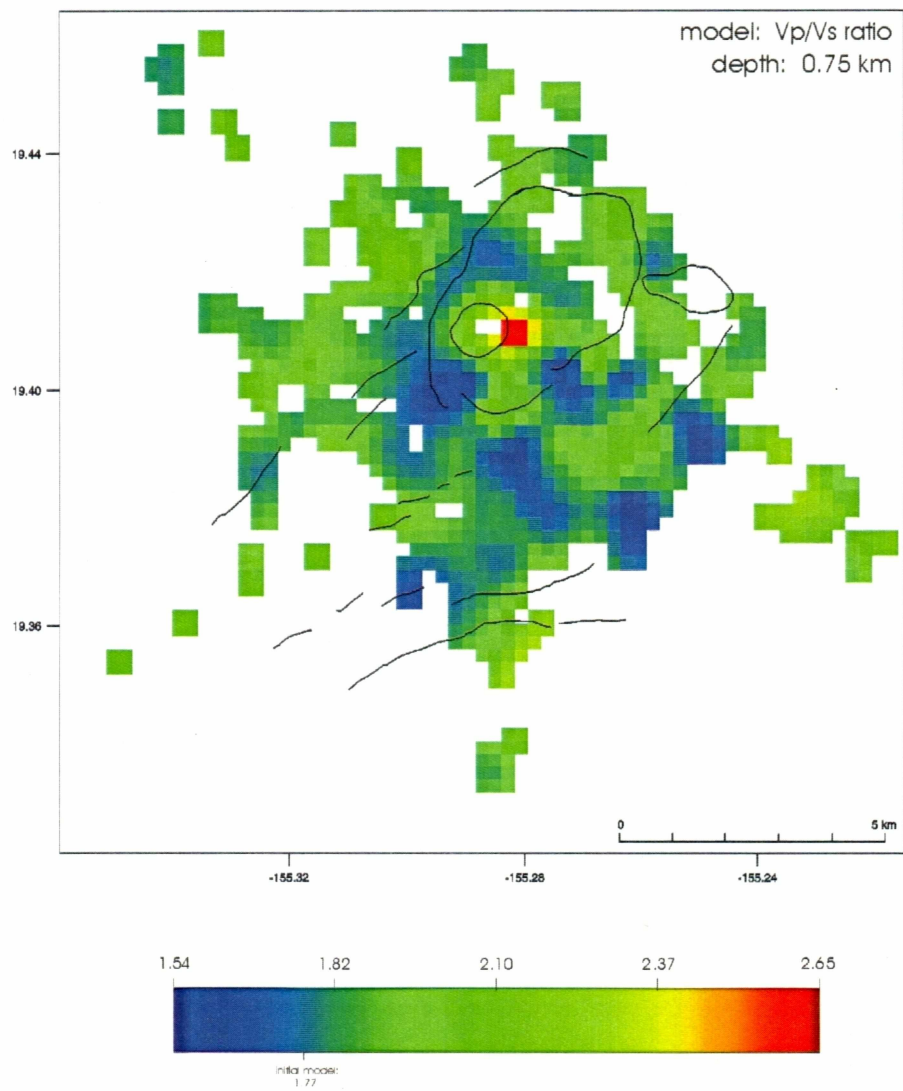 model: Vp/Vs ratio
depth: 0.75 km
19.44
19.40
19.36
0 5 km
-155.32 -155.28 -155.24
1.54 1.82 2.10 2.37 2.65
initial model:
1.77